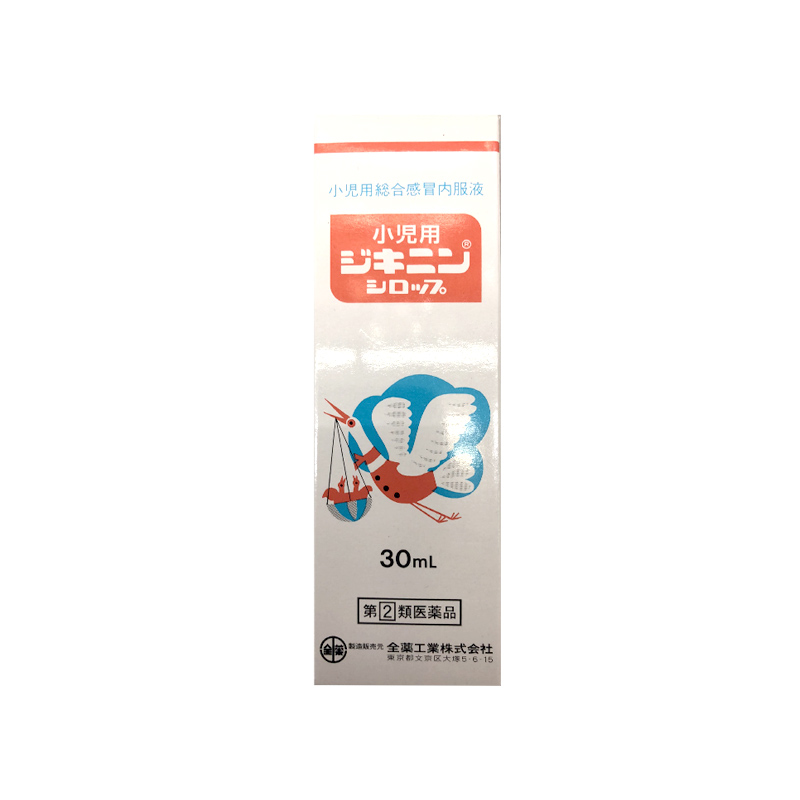 小児用総合感冒内服液
小児用
ジキニン®
シロップ
30mL
第②類医薬品
全薬
製造販売元 全薬工業株式会社
東京都文京区大塚5-6-15